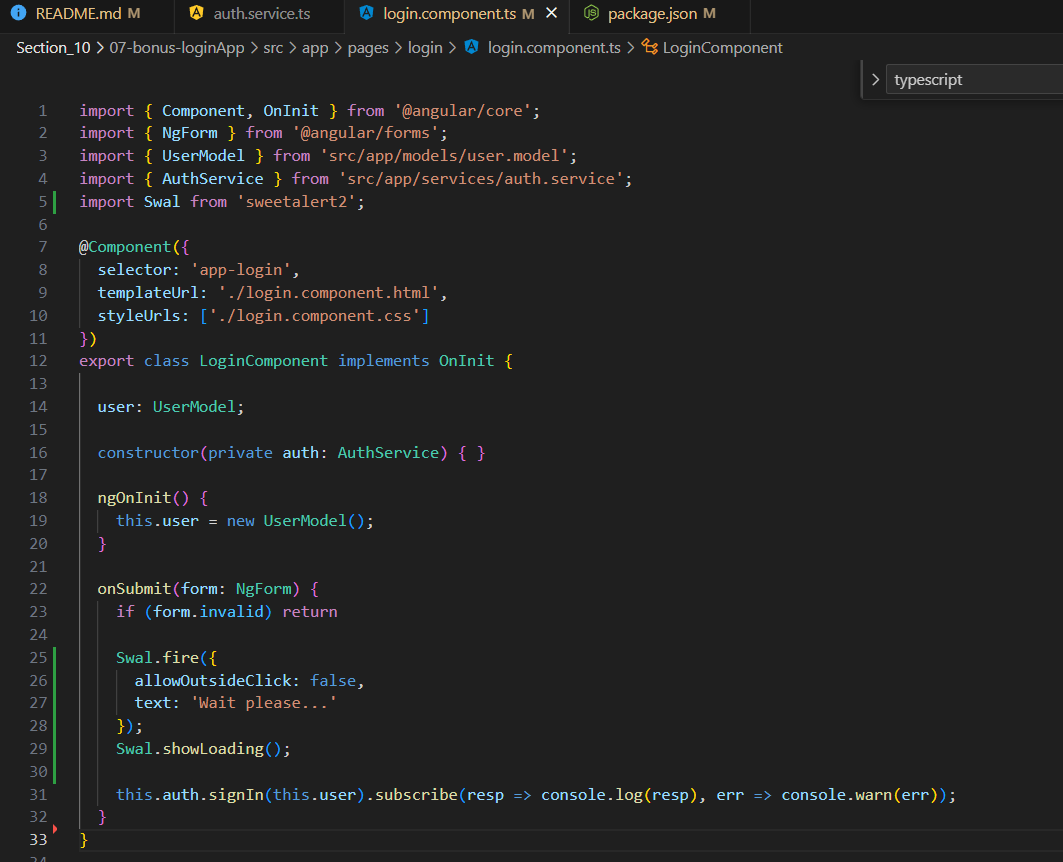 README.md M auth.service.ts login.component.ts M package.json M
Section_10 > 07-bonus-loginApp > src > app > pages > login > login.component.ts > LoginComponent
typescript
1 import { Component, OnInit } from '@angular/core';
2 import { NgForm } from '@angular/forms';
3 import { UserModel } from 'src/app/models/user.model';
4 import { AuthService } from 'src/app/services/auth.service';
5 import Swal from 'sweetalert2';
6
7 @Component({
8   selector: 'app-login',
9   templateUrl: './login.component.html',
10   styleUrls: ['./login.component.css']
11 })
12 export class LoginComponent implements OnInit {
13
14   user: UserModel;
15
16   constructor(private auth: AuthService) { }
17
18   ngOnInit() {
19     this.user = new UserModel();
20   }
21
22   onSubmit(form: NgForm) {
23     if (form.invalid) return
24
25     Swal.fire({
26       allowOutsideClick: false,
27       text: 'Wait please...'
28     });
29     Swal.showLoading();
30
31     this.auth.signIn(this.user).subscribe(resp => console.log(resp), err => console.warn(err));
32   }
33 }
34